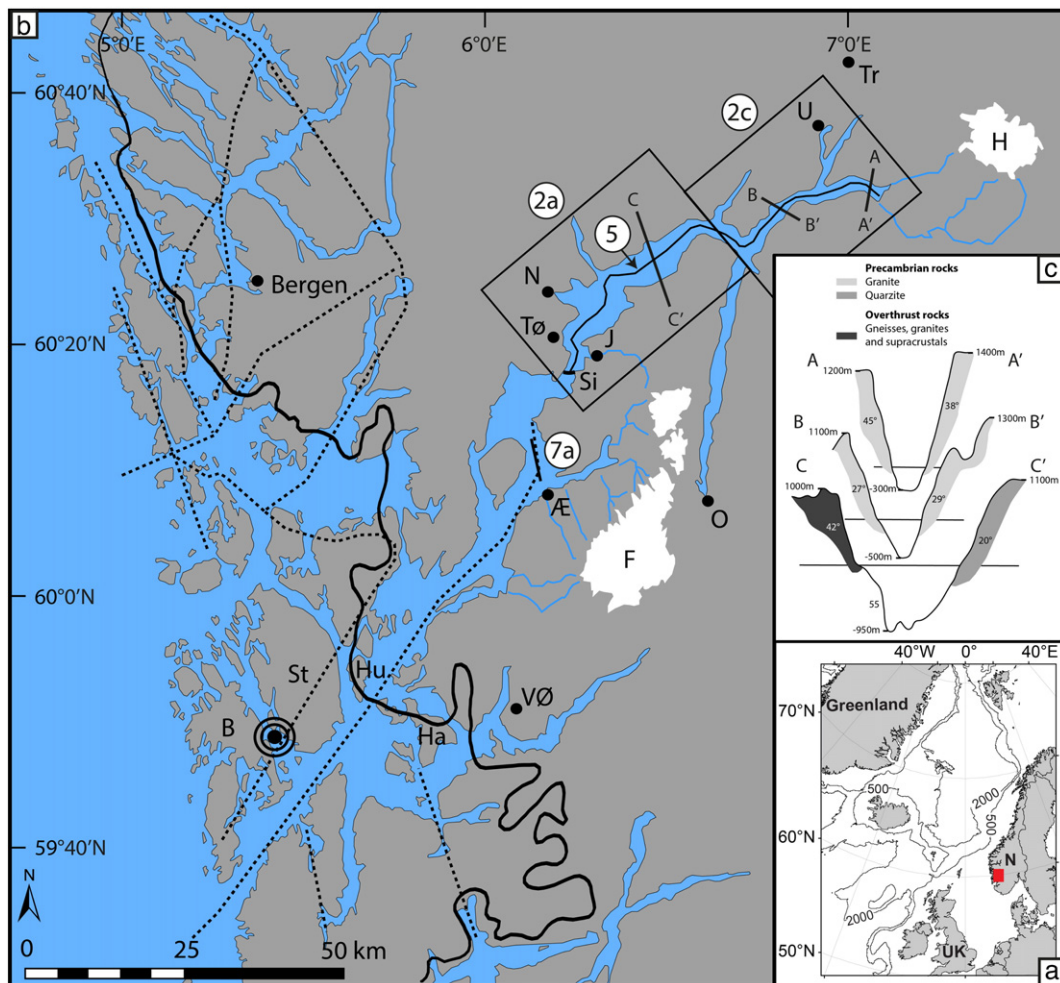 b
5°0'E
6°0'E
7°0'E
60°40'N
60°20'N
60°0'N
59°40'N
Tr
U
2c
H
A
A'
B
B'
2a
C
C'
5
N
Bergen
Tø
J
Si
7a
Æ
F
O
St
Hu
B
Ha
VØ
N
0 25 50 km
c
Precambrian rocks
Granite
Quarzite
Overthrust rocks
Gneisses, granites
and supracrustals
A
1200m
1400m
A'
45°
38°
B
1100m
1300m
B'
-300m
27°
29°
C
1000m
1100m
C'
42°
-500m
20°
55
-950m
40°W 0° 40°E
Greenland
70°N
60°N
50°N
500
2000
500
2000
N
UK
a